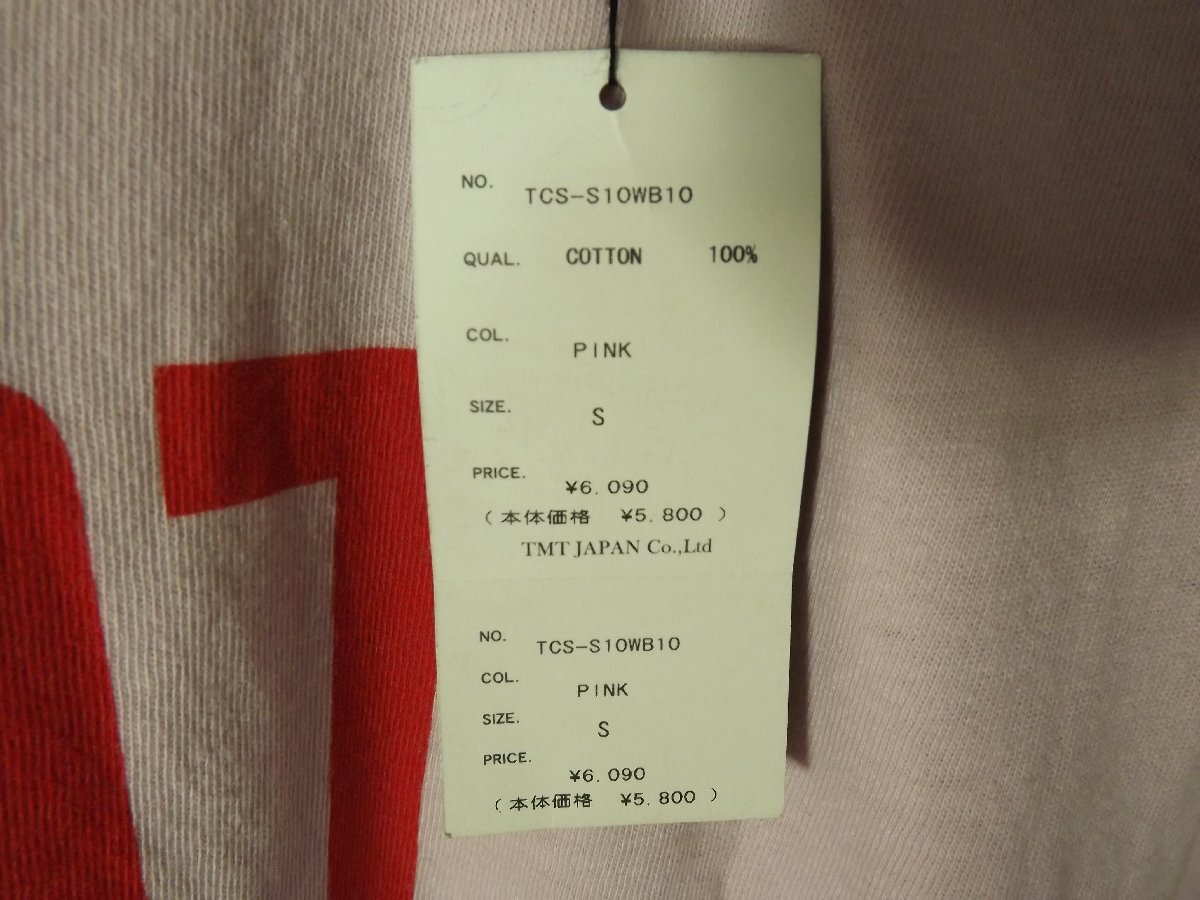 NO. TCS-S10WB10
QUAL. COTTON 100%
COL. PINK
SIZE. S
PRICE. ¥6.090
(本体価格 ¥5.800)
TMT JAPAN Co.,Ltd
NO. TCS-S10WB10
COL. PINK
SIZE. S
PRICE. ¥6.090
(本体価格 ¥5.800)